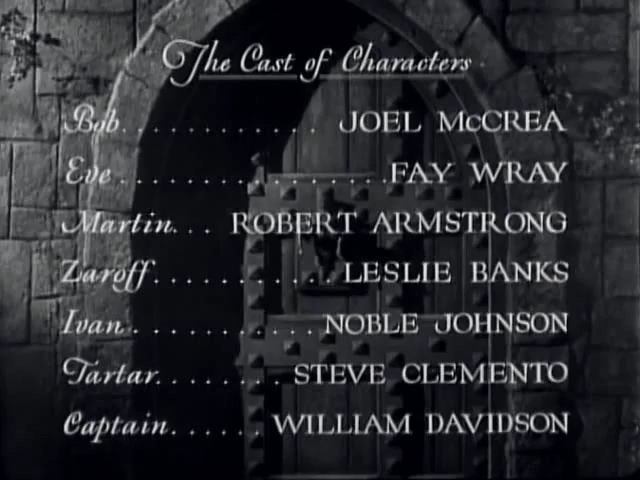 The Cast of Characters
Bob............ JOEL McCREA
Eve................FAY WRAY
Martin... ROBERT ARMSTRONG
Zaroff............LESLIE BANKS
Ivan............NOBLE JOHNSON
Tartar........STEVE CLEMENTO
Captain...... WILLIAM DAVIDSON